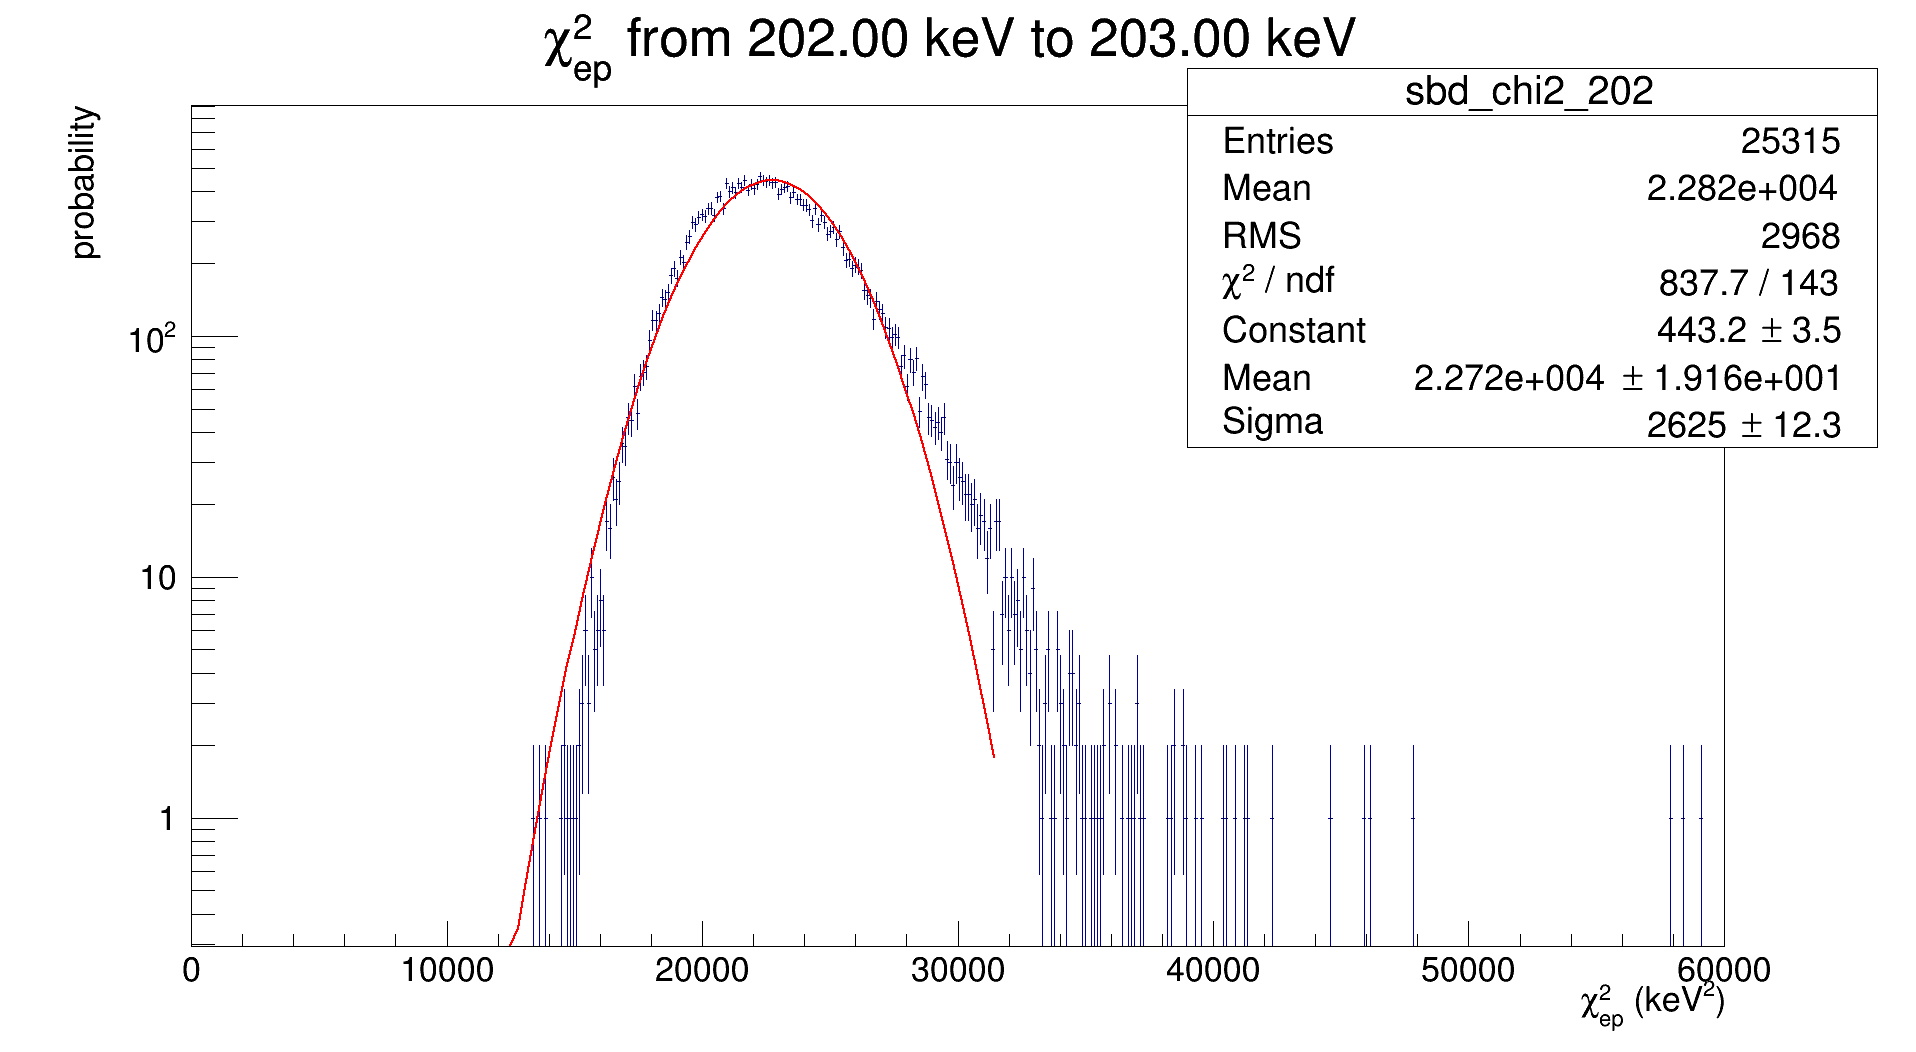 χ²ep from 202.00 keV to 203.00 keV
sbd_chi2_202
Entries 25315
Mean 2.282e+004
RMS 2968
χ² / ndf 837.7 / 143
Constant 443.2 ± 3.5
Mean 2.272e+004 ± 1.916e+001
Sigma 2625 ± 12.3
probability
10²
10
1
0 10000 20000 30000 40000 50000 60000
χ²ep (keV²)